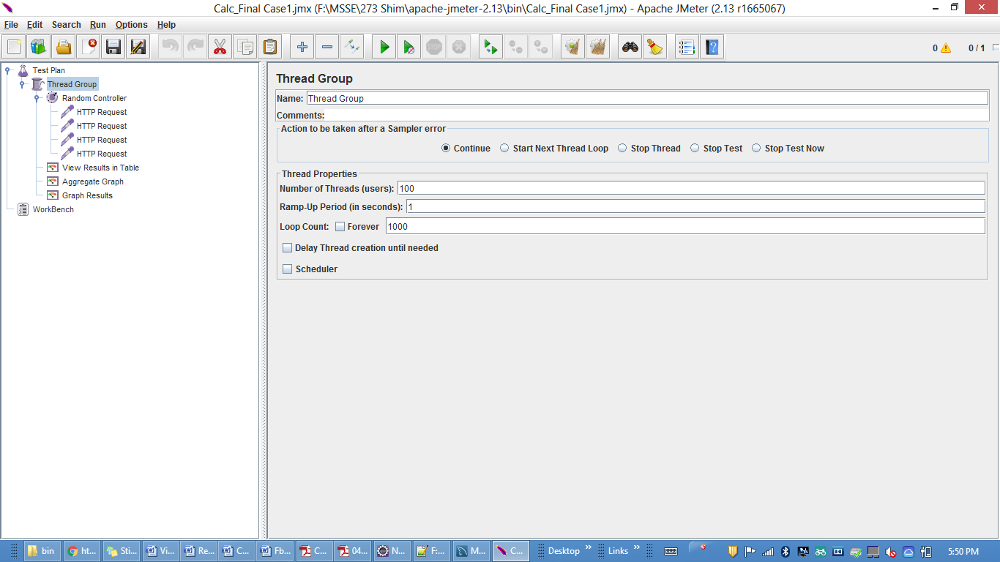 Calc_Final Case1.jmx (F:\MSSE\273 Shim\apache-jmeter-2.13\bin\Calc_Final Case1.jmx) - Apache JMeter (2.13 r1665067)
File Edit Search Run Options Help
0 0 / 1
Test Plan
Thread Group
Random Controller
HTTP Request
HTTP Request
HTTP Request
HTTP Request
View Results in Table
Aggregate Graph
Graph Results
WorkBench
Thread Group
Name: Thread Group
Comments:
Action to be taken after a Sampler error
Continue Start Next Thread Loop Stop Thread Stop Test Stop Test Now
Thread Properties
Number of Threads (users): 100
Ramp-Up Period (in seconds): 1
Loop Count: Forever 1000
Delay Thread creation until needed
Scheduler
bin ht... Sti... Vi... Re... C... Fb... C... 04... N... F:... M... C... Desktop » Links » 5:50 PM